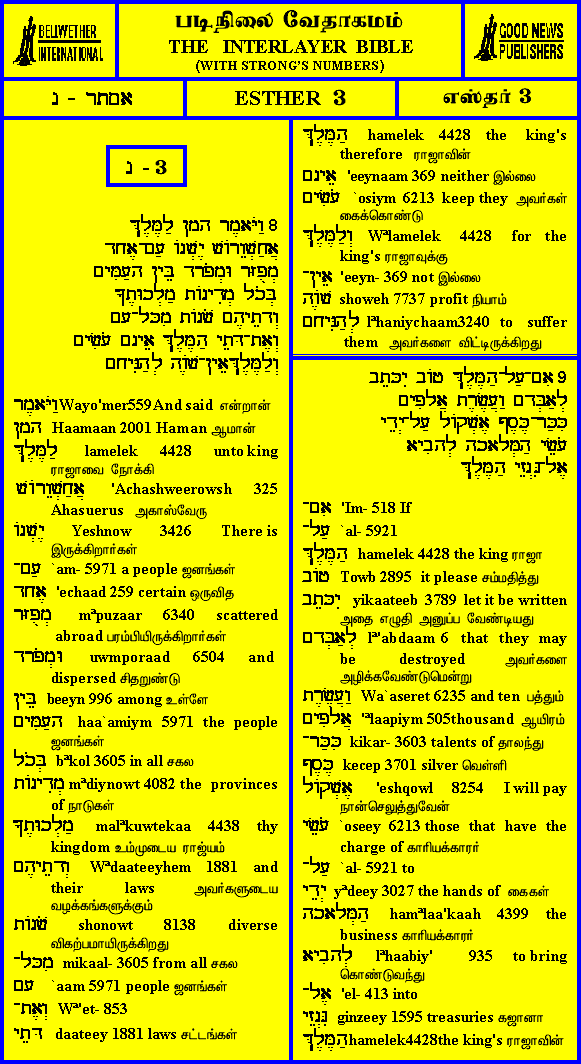 BELLWETHER
INTERNATIONAL
படிநிலை வேதாகமம்
THE INTERLAYER BIBLE
(WITH STRONG'S NUMBERS)
GOOD NEWS
PUBLISHERS
אסתר - נ
ESTHER 3
எஸ்தர் 3
נ - 3
8 וַיֹּאמֶר הָמָן לַמֶּלֶךְ
אֲחַשְׁוֵרוֹשׁ יֶשְׁנוֹ עַם־אֶחָד
מְפֻזָּר וּמְפֹרָד בֵּין הָעַמִּים
בְּכֹל מְדִינוֹת מַלְכוּתֶךָ
וְדָתֵיהֶם שֹׁנוֹת מִכָּל־עָם
וְאֶת־דָּתֵי הַמֶּלֶךְ אֵינָם עֹשִׂים
וְלַמֶּלֶךְאֵין־שֹׁוֶה לְהַנִּיחָם
וַיֹּאמֶר Wayo'mer559 And said என்றான்
הָמָן Haamaan 2001 Haman ஆமான்
לַמֶּלֶךְ lamelek 4428 unto king
ராஜாவை நோக்கி
אֲחַשְׁוֵרוֹשׁ 'Achashweerowsh 325
Ahasuerus அகாஸ்வேரு
יֶשְׁנוֹ Yeshnow 3426 There is
இருக்கிறார்கள்
עַם־ `am- 5971 a people ஜனங்கள்
אֶחָד 'echaad 259 certain ஒருவித
מְפֻזָּר mªpuzaar 6340 scattered
abroad பரம்பியிருக்கிறார்கள்
וּמְפֹרָד uwmporaad 6504 and
dispersed சிதறுண்டு
בֵּין beeyn 996 among உள்ளே
הָעַמִּים haa`amiym 5971 the people
ஜனங்கள்
בְּכֹל bªkol 3605 in all சகல
מְדִינוֹת mªdiynowt 4082 the provinces
of நாடுகள்
מַלְכוּתֶךָ malªkuwtekaa 4438 thy
kingdom உம்முடைய ராஜ்யம்
וְדָתֵיהֶם Wªdaateeyhem 1881 and
their laws அவர்களுடைய
வழக்கங்களுக்கும்
שֹׁנוֹת shonowt 8138 diverse
விகற்பமாயிருக்கிறது
מִכָּל־ mikaal- 3605 from all சகல
עָם `aam 5971 people ஜனங்கள்
וְאֶת־ Wª'et- 853
דָּתֵי daateey 1881 laws சட்டங்கள்
הַמֶּלֶךְ hamelek 4428 the king's
therefore ராஜாவின்
אֵינָם 'eeynaam 369 neither இல்லை
עֹשִׂים `osiym 6213 keep they அவர்கள்
கைக்கொண்டு
וְלַמֶּלֶךְ Wªlamelek 4428 for the
king's ராஜாவுக்கு
אֵין־ 'eeyn- 369 not இல்லை
שֹׁוֶה showeh 7737 profit நியாம்
לְהַנִּיחָם lªhaniychaam3240 to suffer
them அவர்களை விட்டிருக்கிறது
9 אִם־עַל־הַמֶּלֶךְ טוֹב יִכָּתֵב
לְאַבְּדָם וַעֲשֶׂרֶת אֲלָפִים
כִּכַּר־כֶּסֶף אֶשְׁקוֹל עַל־יְדֵי
עֹשֵׂי הַמְּלָאכָה לְהָבִיא
אֶל־גִּנְזֵי הַמֶּלֶךְ
אִם־ 'Im- 518 If
עַל־ `al- 5921
הַמֶּלֶךְ hamelek 4428 the king ராஜா
טוֹב Towb 2895 it please சம்மதித்து
יִכָּתֵב yikaateeb 3789 let it be written
அதை எழுதி அனுப்ப வேண்டியது
לְאַבְּדָם lª'abdaam 6 that they may
be destroyed அவர்களை
அழிக்கவேண்டுமென்று
וַעֲשֶׂרֶת Wa`aseret 6235 and ten பத்தும்
אֲלָפִים 'ªlaapiym 505thousand ஆயிரம்
כִּכַּר־ kikar- 3603 talents of தாலந்து
כֶּסֶף kecep 3701 silver வெள்ளி
אֶשְׁקוֹל 'eshqowl 8254 I will pay
நான்செலுத்துவேன்
עֹשֵׂי `oseey 6213 those that have the
charge of காரியக்காரர்
עַל־ `al- 5921 to
יְדֵי yªdeey 3027 the hands of கைகள்
הַמְּלָאכָה hamªlaa'kaah 4399 the
business காரியக்காரர்
לְהָבִיא lªhaabiy' 935 to bring
கொண்டுவந்து
אֶל־ 'el- 413 into
גִּנְזֵי ginzeey 1595 treasuries கஜானா
הַמֶּלֶךְ hamelek4428the king's ராஜாவின்